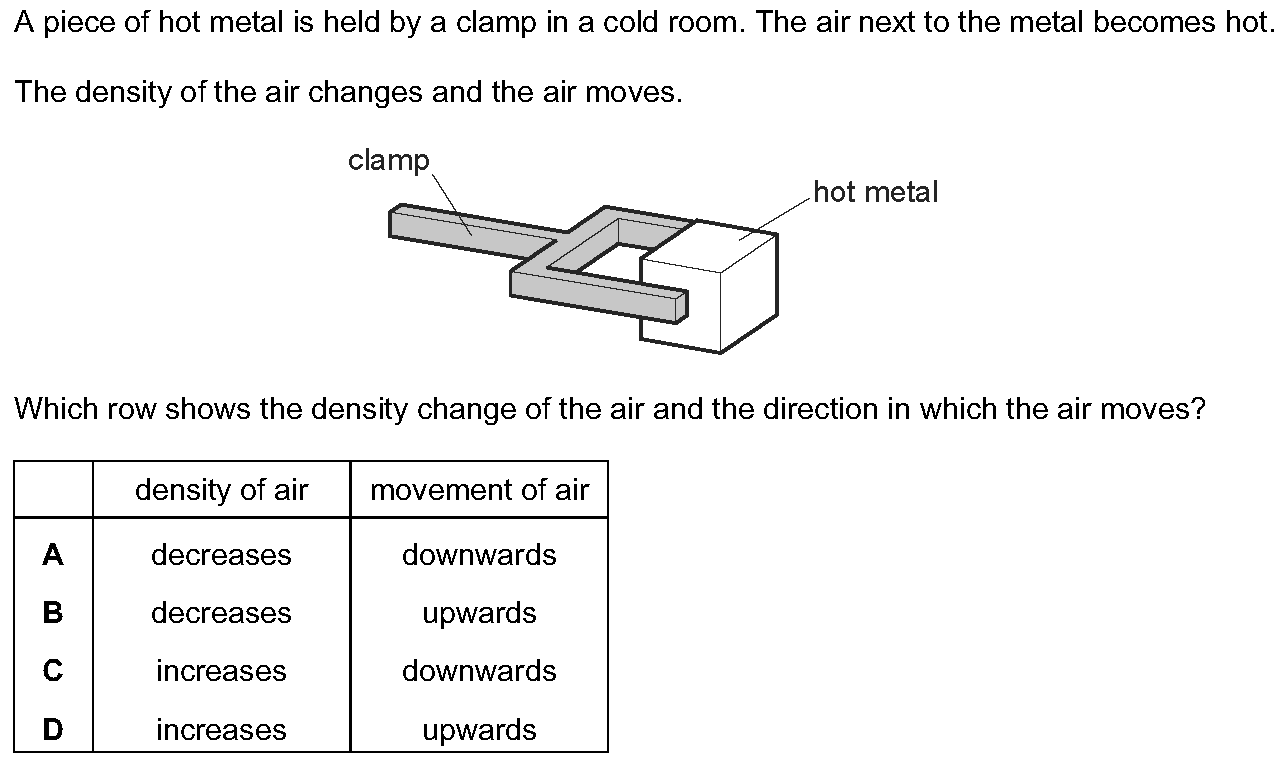 A piece of hot metal is held by a clamp in a cold room. The air next to the metal becomes hot.
The density of the air changes and the air moves.
clamp
hot metal
Which row shows the density change of the air and the direction in which the air moves?
density of air movement of air
A decreases downwards
B decreases upwards
C increases downwards
D increases upwards